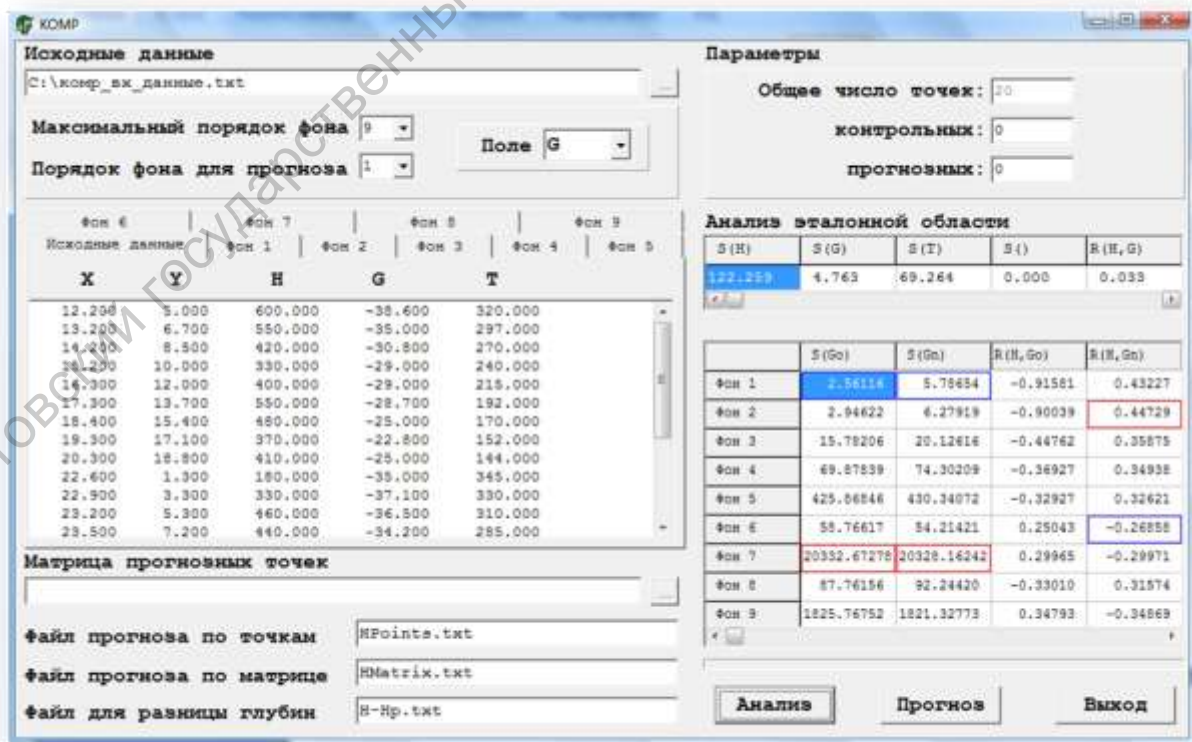 KOMP
Исходные данные
C:\комр_вх_данные.txt
...
Максимальный порядок фона 9
Порядок фона для прогноза 1
Поле G
Параметры
Общее число точек: 20
контрольных: 0
прогнозных: 0
Фон 6 Фон 7 Фон 8 Фон 9
Исходные данные Фон 1 Фон 2 Фон 3 Фон 4 Фон 5
X Y H G T
12.200 5.000 600.000 -38.600 320.000
13.200 6.700 550.000 -35.000 297.000
14.200 8.500 420.000 -30.800 270.000
10.000 330.000 -29.000 240.000
16.300 12.000 400.000 -29.000 215.000
17.300 13.700 550.000 -28.700 192.000
18.400 15.400 480.000 -25.000 170.000
19.300 17.100 370.000 -22.800 152.000
20.300 18.800 410.000 -25.000 144.000
22.600 1.300 180.000 -35.000 345.000
22.900 3.300 330.000 -37.100 330.000
23.200 5.300 460.000 -36.500 310.000
23.500 7.200 440.000 -34.200 285.000
Анализ эталонной области
S(H) S(G) S(T) S() R(H,G)
122.259 4.763 69.264 0.000 0.033
S(Go) S(Gn) R(H,Go) R(H,Gn)
Фон 1 2.56116 5.78654 -0.91581 0.43227
Фон 2 2.94622 6.27919 -0.90039 0.44729
Фон 3 15.78206 20.12616 -0.44762 0.35875
Фон 4 69.87839 74.30209 -0.36927 0.34938
Фон 5 425.86846 430.34072 -0.32927 0.32621
Фон 6 58.76617 54.21421 0.25043 -0.26858
Фон 7 20332.67278 20328.16242 0.29965 -0.29971
Фон 8 87.76156 92.24420 -0.33010 0.31574
Фон 9 1825.76752 1821.32773 0.34793 -0.34869
Матрица прогнозных точек
...
Файл прогноза по точкам HPoints.txt
Файл прогноза по матрице HMatrix.txt
Файл для разницы глубин H-Hp.txt
Анализ Прогноз Выход